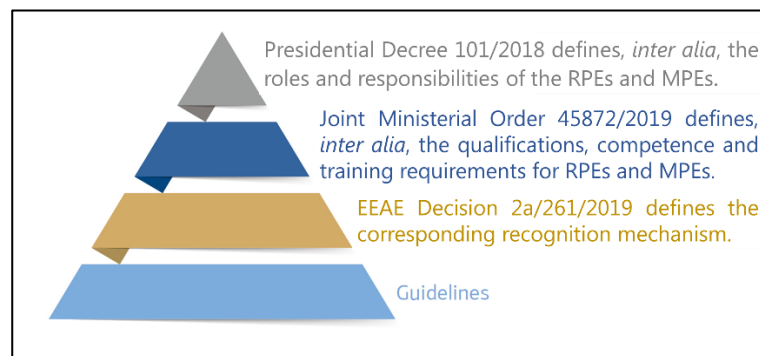 Presidential Decree 101/2018 defines, inter alia, the
roles and responsibilities of the RPEs and MPEs.
Joint Ministerial Order 45872/2019 defines,
inter alia, the qualifications, competence and
training requirements for RPEs and MPEs.
EEAE Decision 2a/261/2019 defines the
corresponding recognition mechanism.
Guidelines